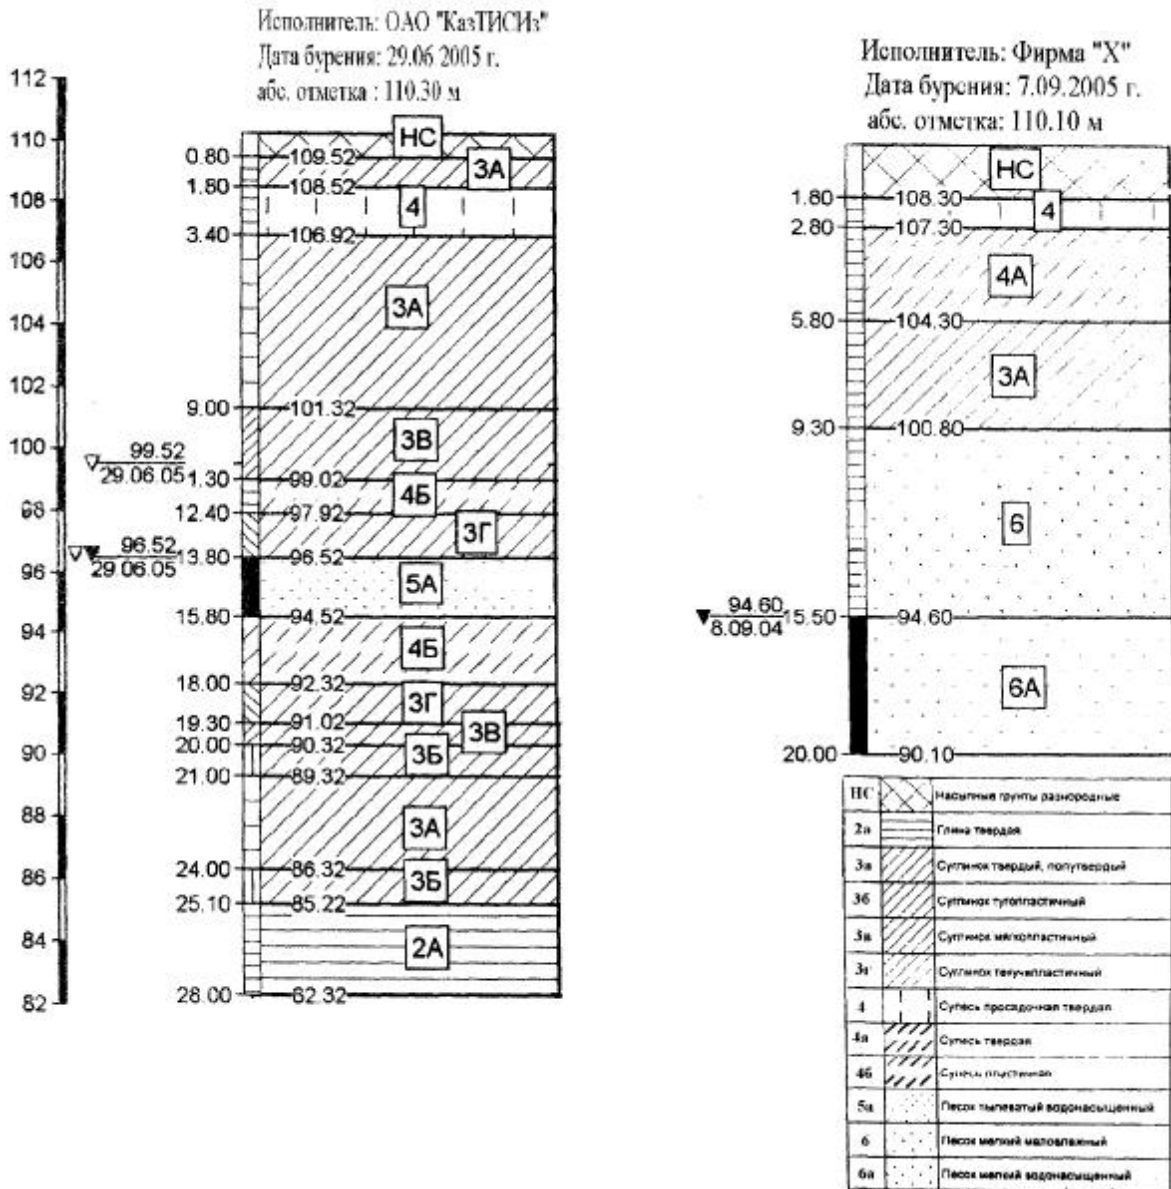 Исполнитель: ОАО "КазТИСИз"
Дата бурения: 29.06 2005 г.
абс. отметка : 110.30 м
112
110
108
106
104
102
100
98
96
94
92
90
88
86
84
82
НС
0.80 109.52
3А
1.80 108.52
4
3.40 106.92
3А
9.00 101.32
3В
99.52
29.06.05
1.30 99.02
4Б
12.40 97.92
3Г
96.52
29.06.05
13.80 96.52
5А
15.80 94.52
4Б
18.00 92.32
3Г
19.30 91.02
3В
20.00 90.32
3Б
21.00 89.32
3А
24.00 86.32
3Б
25.10 85.22
2А
28.00 62.32
Исполнитель: Фирма "Х"
Дата бурения: 7.09.2005 г.
абс. отметка: 110.10 м
НС
1.80 108.30
4
2.80 107.30
4А
5.80 104.30
3А
9.30 100.80
6
94.60
8.09.04
15.50 94.60
6А
20.00 90.10
НС Насыпные грунты разнородные
2а Глина твердая
3а Суглинок твердый, полутвердый
3б Суглинок тугопластичный
3в Суглинок мягкопластичный
3г Суглинок текучепластичный
4 Супесь просадочная твердая
4а Супесь твердая
4б Супесь пластичная
5а Песок пылеватый водонасыщенный
6 Песок мелкий маловлажный
6а Песок мелкий водонасыщенный